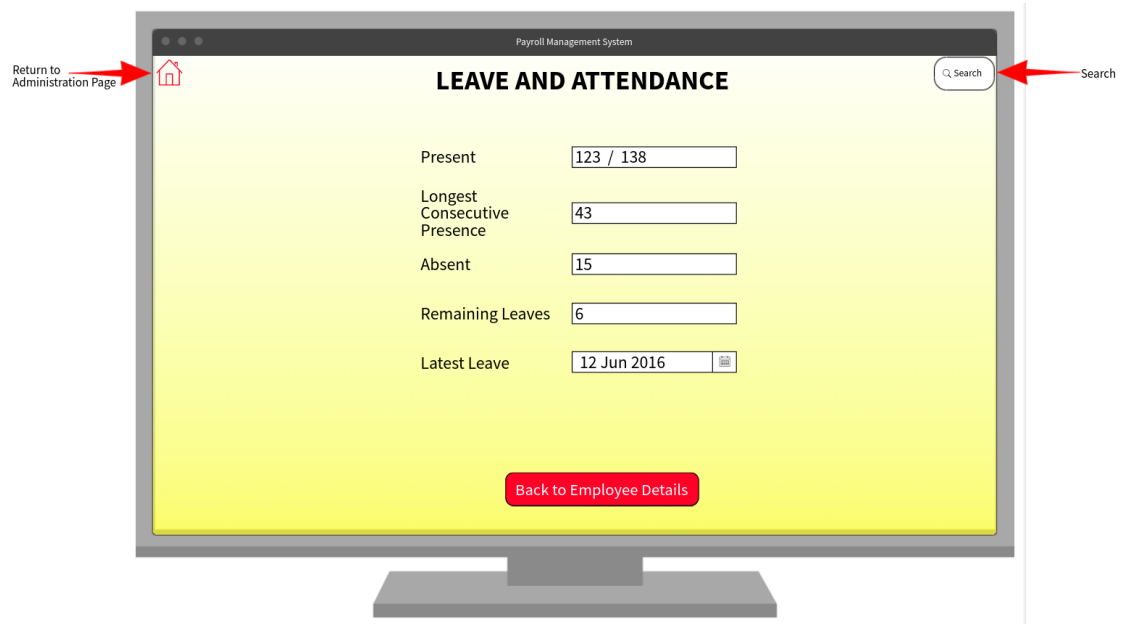 Payroll Management System
Return to
Administration Page
LEAVE AND ATTENDANCE
Search
Search
Present
123 / 138
Longest
Consecutive
Presence
43
Absent
15
Remaining Leaves
6
Latest Leave
12 Jun 2016
Back to Employee Details